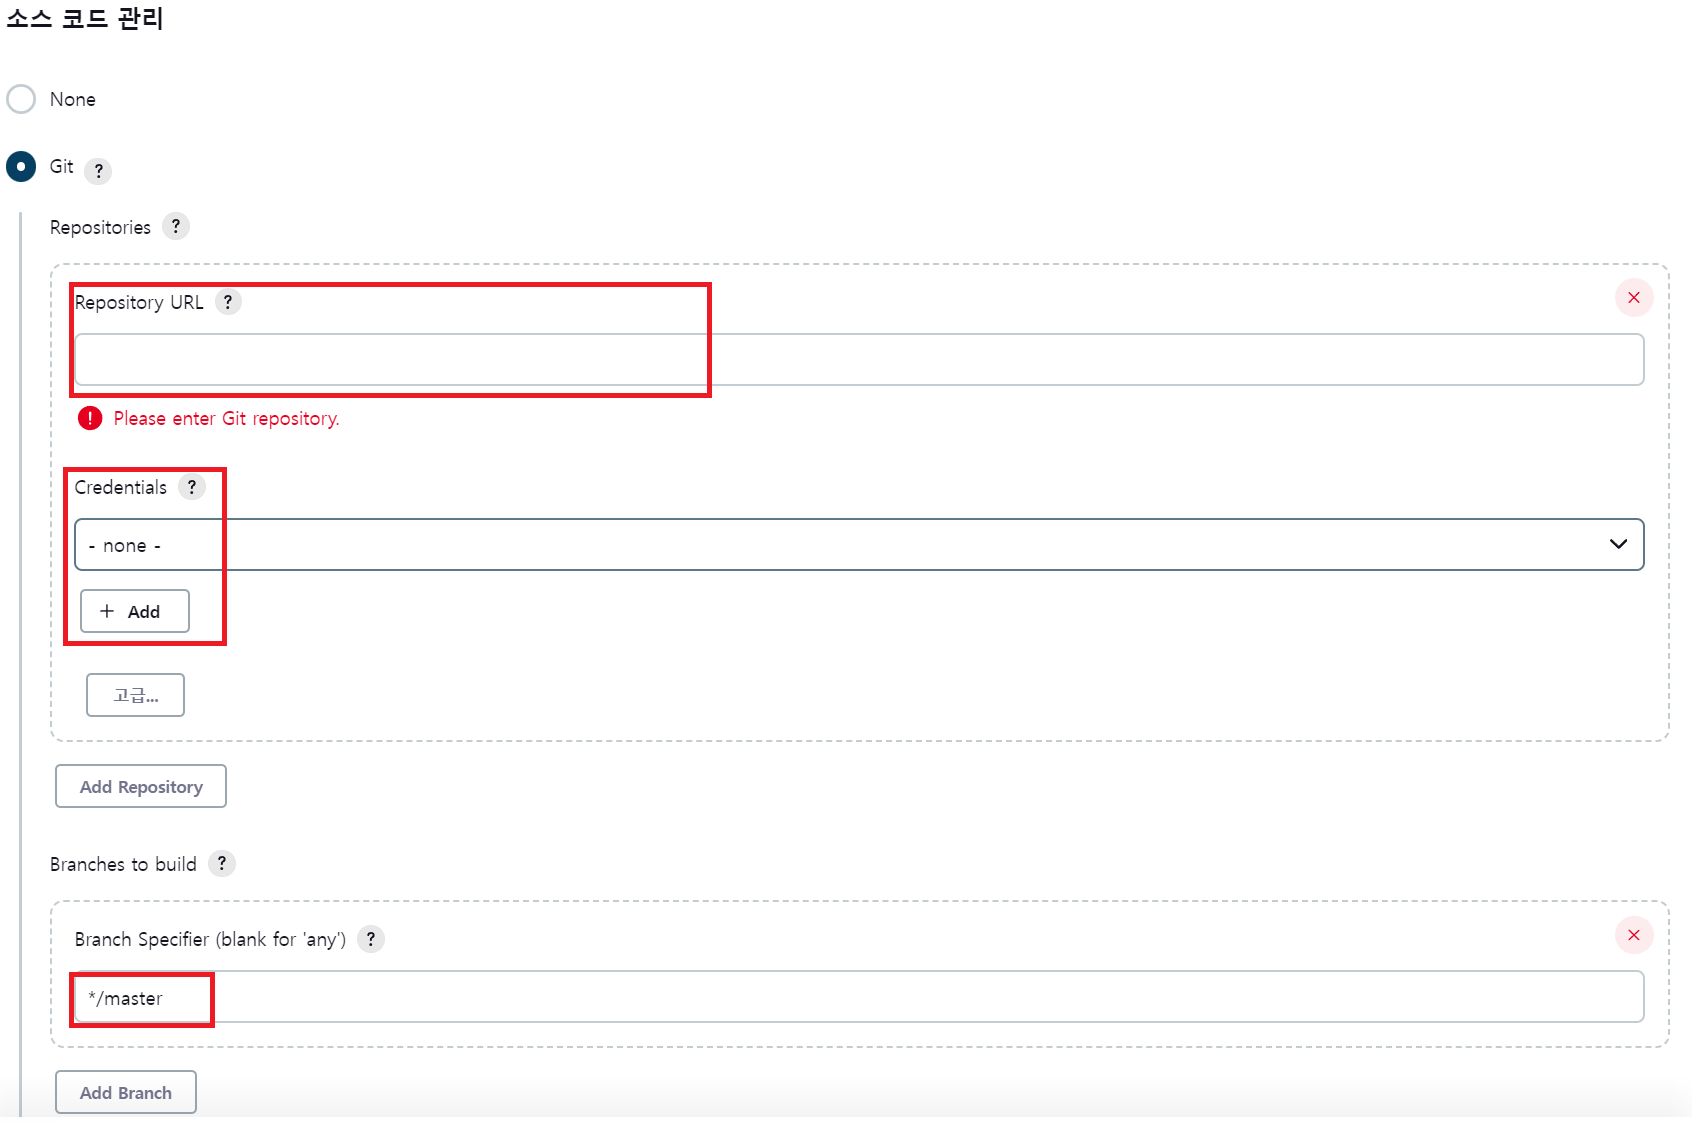 소스 코드 관리
None
Git ?
Repositories ?
Repository URL ?
Please enter Git repository.
Credentials ?
- none -
+ Add
고급...
Add Repository
Branches to build ?
Branch Specifier (blank for 'any') ?
*/master
Add Branch